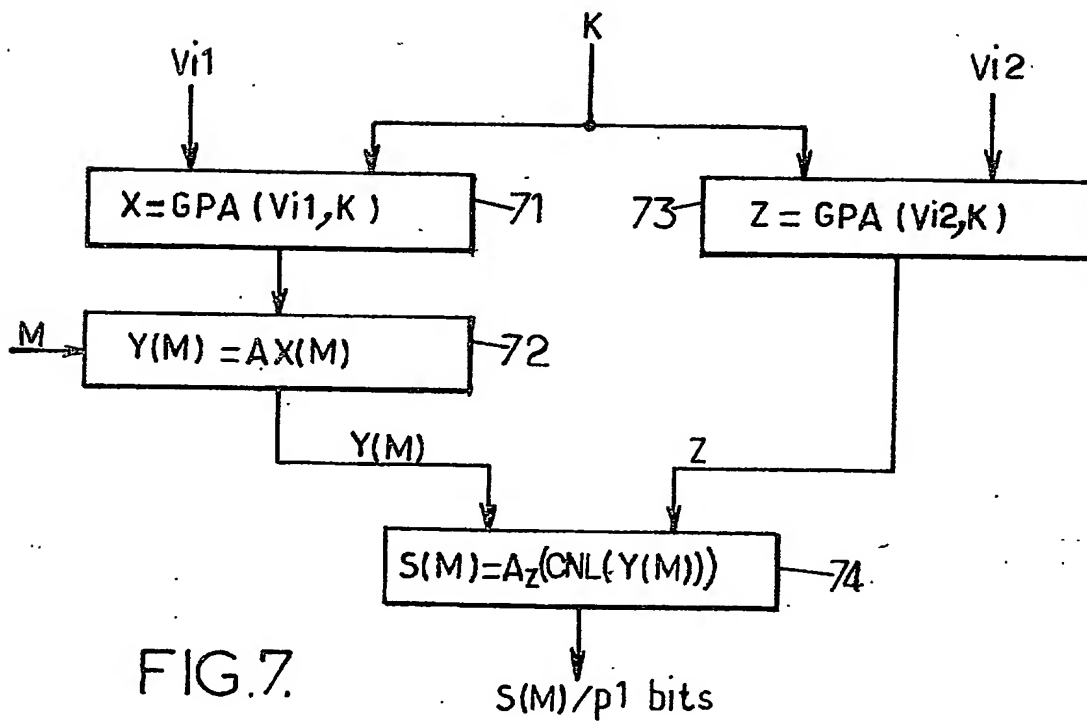 K
Vi1
Vi2
X=GPA (Vi1,K)
71
73
Z = GPA (Vi2,K)
M
Y(M) =AX(M)
72
Y(M)
Z
S(M)=Az(CNL(Y(M)))
74
FIG.7.
S(M)/p1 bits